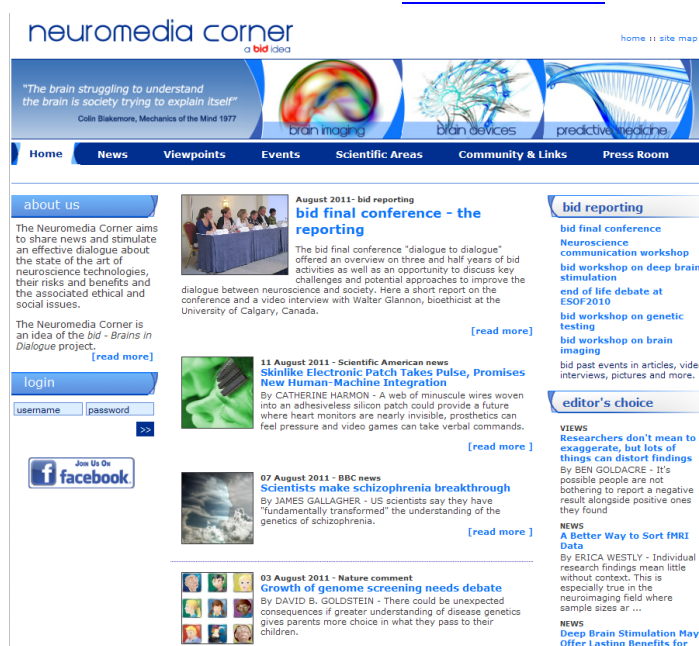 neuromedia corner
a bid idea
home :: site map
"The brain struggling to understand
the brain is society trying to explain itself"
Colin Blakemore, Mechanics of the Mind 1977
brain imaging
brain devices
predictive medicine
Home
News
Viewpoints
Events
Scientific Areas
Community & Links
Press Room
about us
The Neuromedia Corner aims
to share news and stimulate
an effective dialogue about
the state of the art of
neuroscience technologies,
their risks and benefits and
the associated ethical and
social issues.
The Neuromedia Corner is
an idea of the bid - Brains in
Dialogue project.
[read more]
login
username
password
>>
Join Us On
facebook.
August 2011- bid reporting
bid final conference - the
reporting
The bid final conference "dialogue to dialogue"
offered an overview on three and half years of bid
activities as well as an opportunity to discuss key
challenges and potential approaches to improve the
dialogue between neuroscience and society. Here a short report on the
conference and a video interview with Walter Glannon, bioethicist at the
University of Calgary, Canada.
[read more]
11 August 2011 - Scientific American news
Skinlike Electronic Patch Takes Pulse, Promises
New Human-Machine Integration
By CATHERINE HARMON - A web of minuscule wires woven
into an adhesiveless silicon patch could provide a future
where heart monitors are nearly invisible, prosthetics can
feel pressure and video games can take verbal commands.
[read more ]
07 August 2011 - BBC news
Scientists make schizophrenia breakthrough
By JAMES GALLAGHER - US scientists say they have
"fundamentally transformed" the understanding of the
genetics of schizophrenia.
[read more ]
03 August 2011 - Nature comment
Growth of genome screening needs debate
By DAVID B. GOLDSTEIN - There could be unexpected
consequences if greater understanding of disease genetics
gives parents more choice in what they pass to their
children.
bid reporting
bid final conference
Neuroscience
communication workshop
bid workshop on deep brain
stimulation
end of life debate at
ESOF2010
bid workshop on genetic
testing
bid workshop on brain
imaging
bid past events in articles, vide
interviews, pictures and more.
editor's choice
VIEWS
Researchers don't mean to
exaggerate, but lots of
things can distort findings
By BEN GOLDACRE - It's
possible people are not
bothering to report a negative
result alongside positive ones
they found
NEWS
A Better Way to Sort fMRI
Data
By ERICA WESTLY - Individual
research findings mean little
without context. This is
especially true in the
neuroimaging field where
sample sizes ar ...
NEWS
Deep Brain Stimulation May
Offer Lasting Benefits for